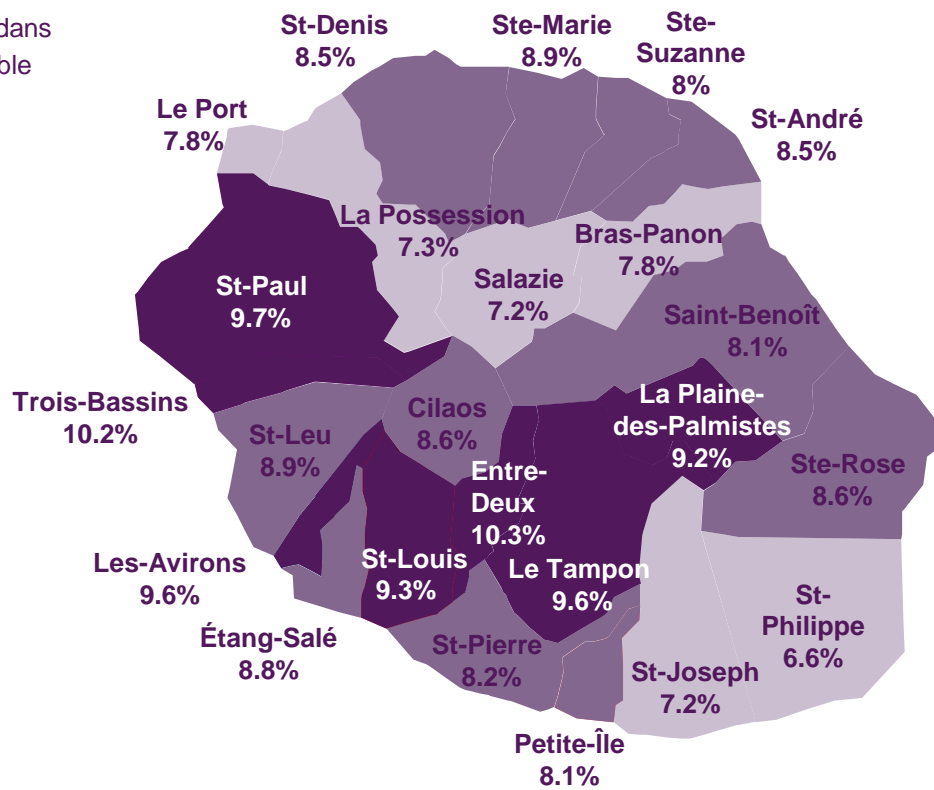 dans
St-Denis
8.5%
Ste-Marie
8.9%
Ste-
Suzanne
8%
Le Port
7.8%
St-André
8.5%
La Possession
7.3%
Bras-Panon
7.8%
St-Paul
9.7%
Salazie
7.2%
Saint-Benoît
8.1%
Trois-Bassins
10.2%
St-Leu
8.9%
Cilaos
8.6%
La Plaine-
des-Palmistes
9.2%
Entre-
Deux
10.3%
Ste-Rose
8.6%
Les-Avirons
9.6%
St-Louis
9.3%
Le Tampon
9.6%
St-
Philippe
6.6%
Étang-Salé
8.8%
St-Pierre
8.2%
St-Joseph
7.2%
Petite-Île
8.1%